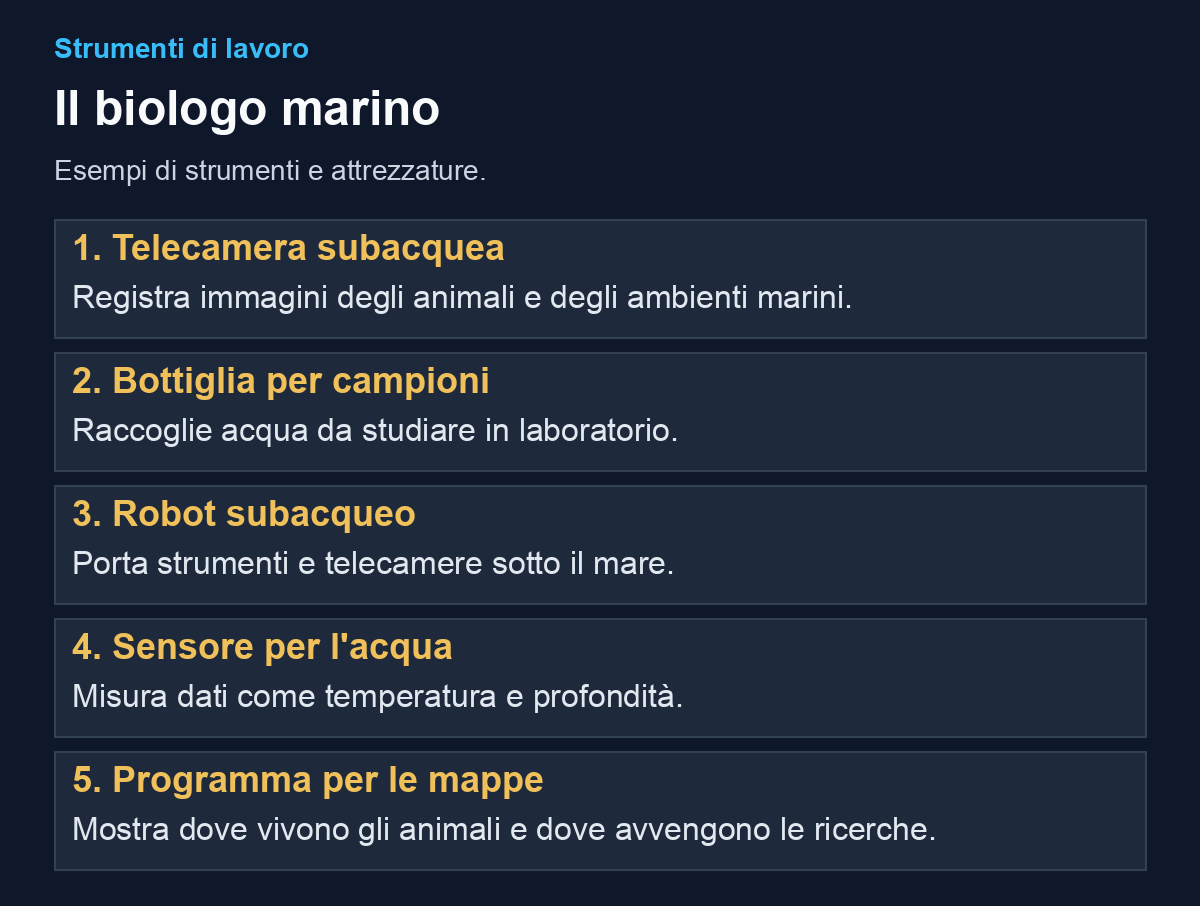 Strumenti di lavoro
Il biologo marino
Esempi di strumenti e attrezzature.
1. Telecamera subacquea
Registra immagini degli animali e degli ambienti marini.
2. Bottiglia per campioni
Raccoglie acqua da studiare in laboratorio.
3. Robot subacqueo
Porta strumenti e telecamere sotto il mare.
4. Sensore per l'acqua
Misura dati come temperatura e profondità.
5. Programma per le mappe
Mostra dove vivono gli animali e dove avvengono le ricerche.